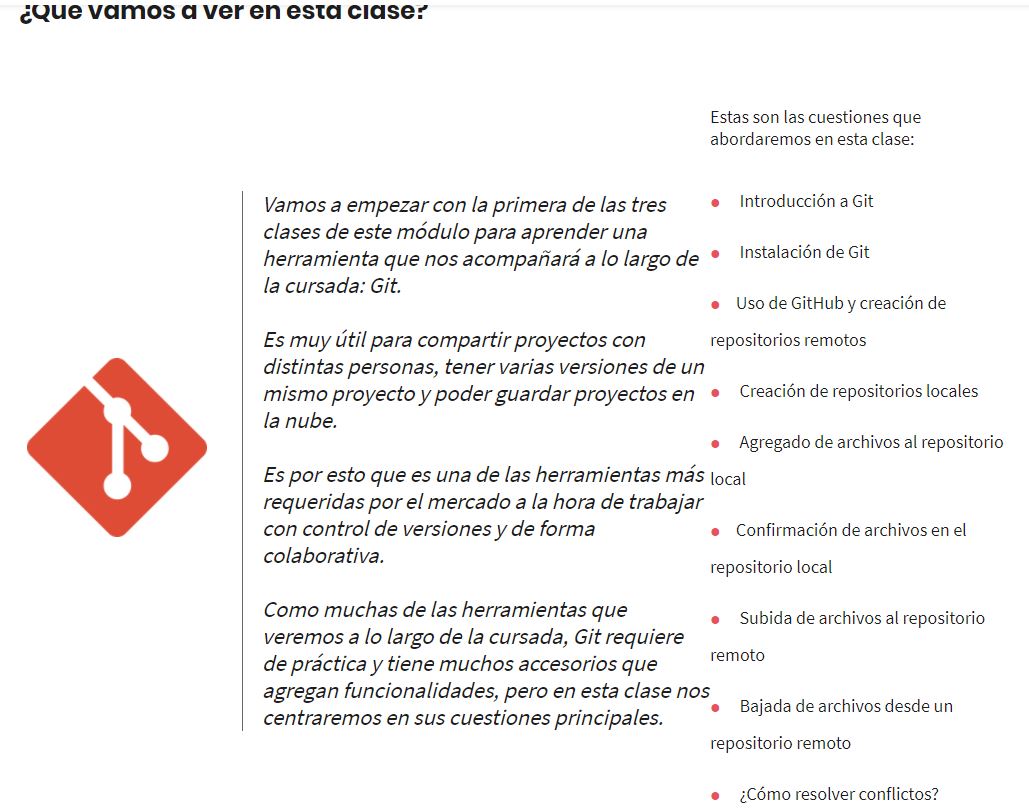 ¿Que vamos a ver en esta clase?
Vamos a empezar con la primera de las tres
clases de este módulo para aprender una
herramienta que nos acompañará a lo largo de
la cursada: Git.
Es muy útil para compartir proyectos con
distintas personas, tener varias versiones de un
mismo proyecto y poder guardar proyectos en
la nube.
Es por esto que es una de las herramientas más
requeridas por el mercado a la hora de trabajar
con control de versiones y de forma
colaborativa.
Como muchas de las herramientas que
veremos a lo largo de la cursada, Git requiere
de práctica y tiene muchos accesorios que
agregan funcionalidades, pero en esta clase nos
centraremos en sus cuestiones principales.
Estas son las cuestiones que
abordaremos en esta clase:
● Introducción a Git
● Instalación de Git
● Uso de GitHub y creación de
repositorios remotos
● Creación de repositorios locales
● Agregado de archivos al repositorio
local
● Confirmación de archivos en el
repositorio local
● Subida de archivos al repositorio
remoto
● Bajada de archivos desde un
repositorio remoto
● ¿Cómo resolver conflictos?